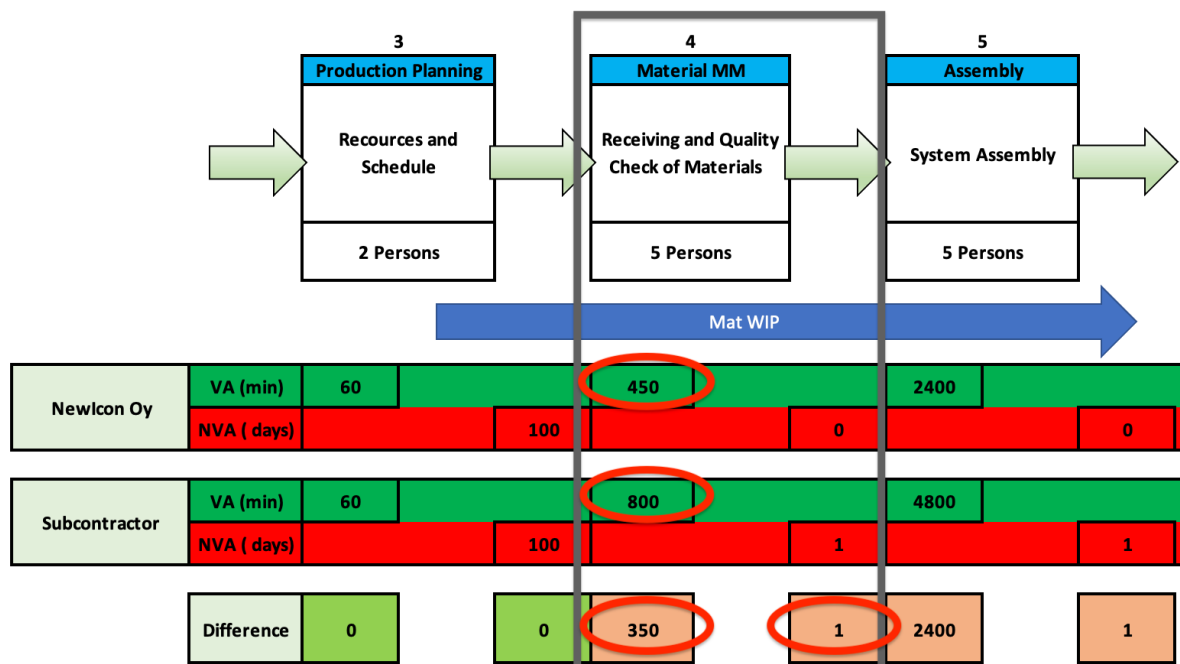 3
4
5
Production Planning
Material MM
Assembly
Recources and
Schedule
Receiving and Quality
Check of Materials
System Assembly
2 Persons
5 Persons
5 Persons
Mat WIP
NewIcon Oy
VA (min)
60
450
2400
NVA ( days)
100
0
0
Subcontractor
VA (min)
60
800
4800
NVA ( days)
100
1
1
Difference
0
0
350
1
2400
1